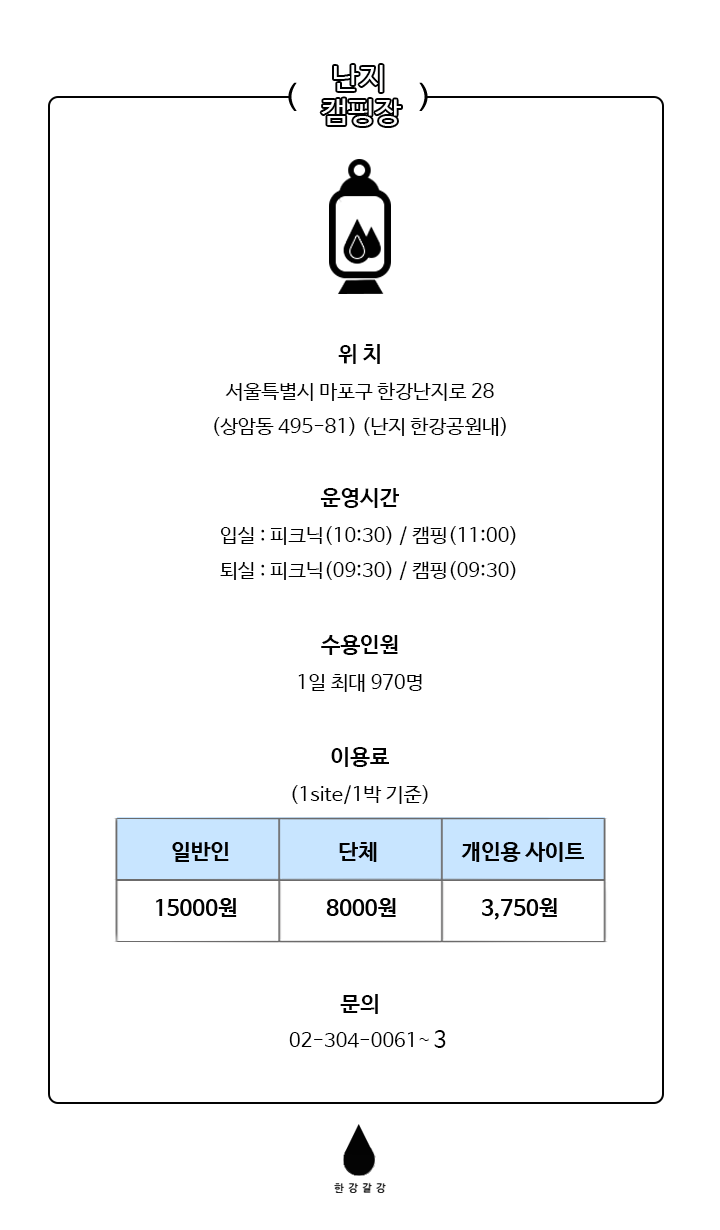 난지
캠핑장
위 치
서울특별시 마포구 한강난지로 28
(상암동 495-81) (난지 한강공원내)
운영시간
입실 : 피크닉(10:30) / 캠핑(11:00)
퇴실 : 피크닉(09:30) / 캠핑(09:30)
수용인원
1일 최대 970명
이용료
(1site/1박 기준)
일반인 단체 개인용 사이트
15000원 8000원 3,750원
문의
02-304-0061~3
한강갈강